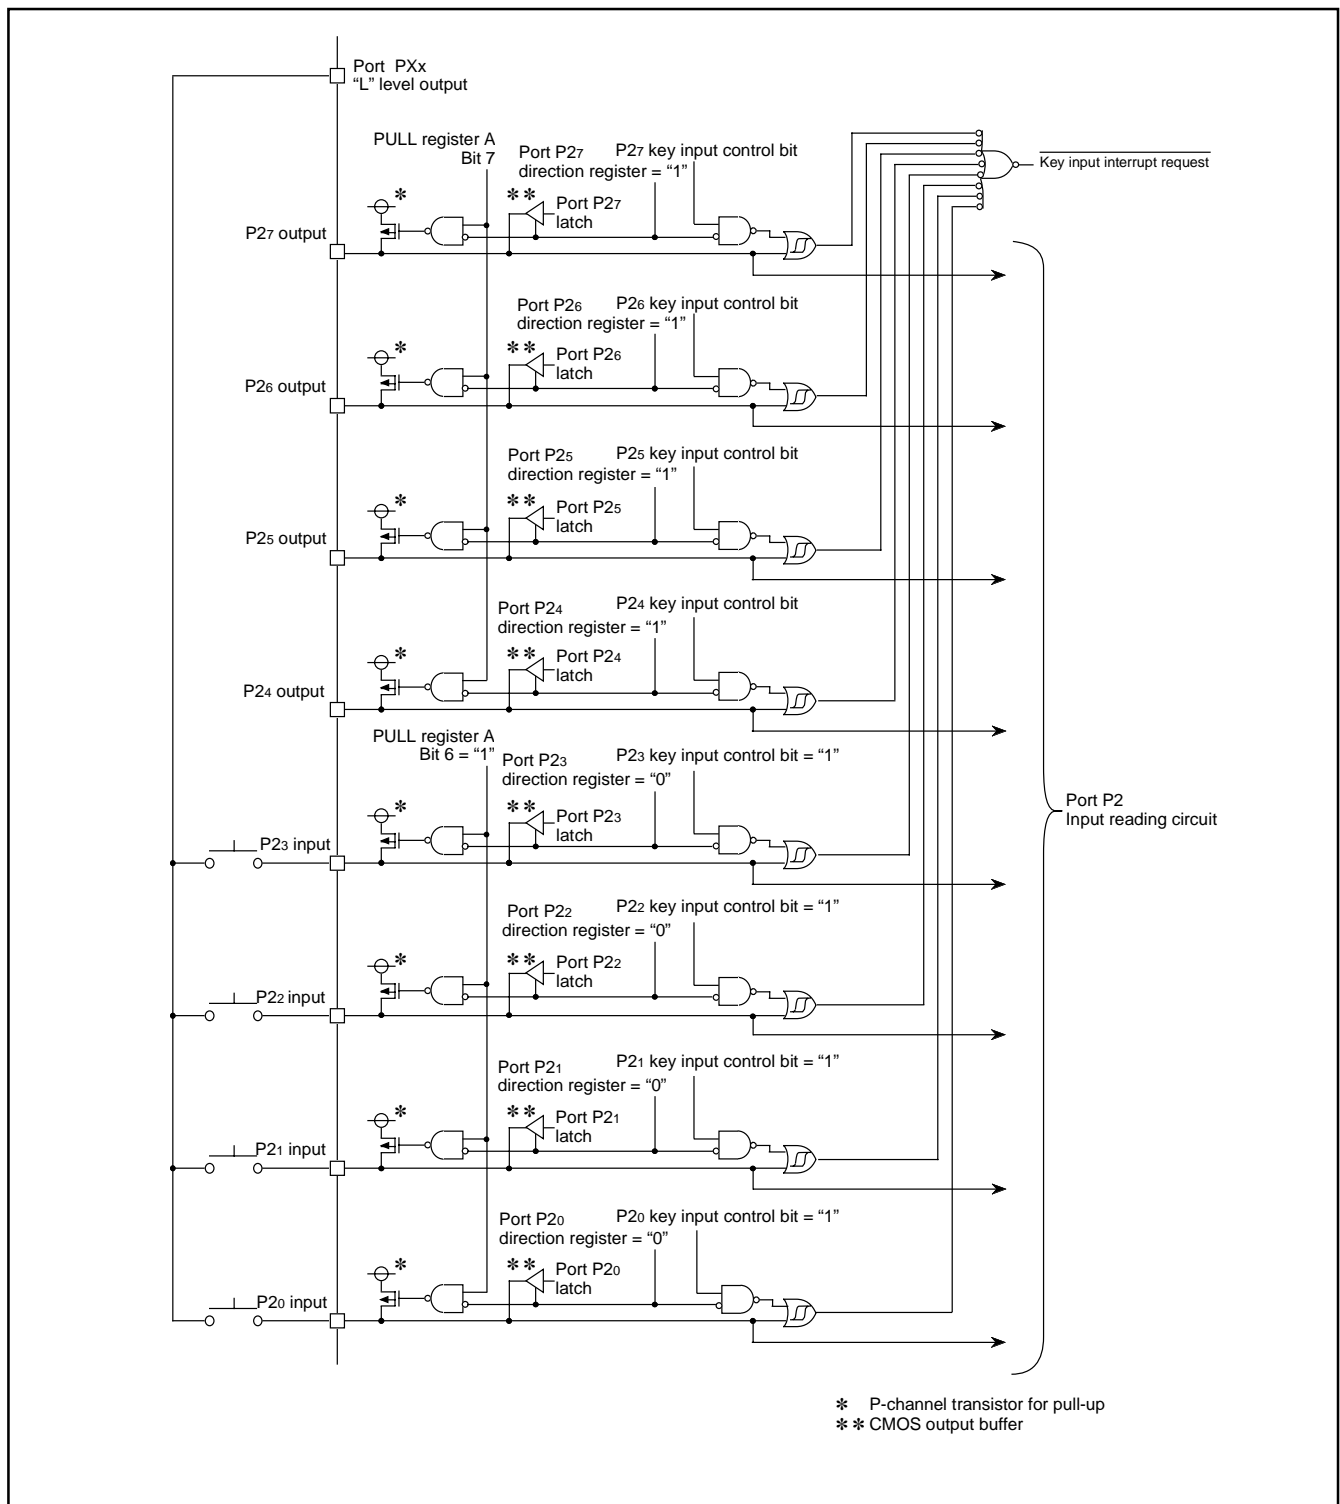 Port PXx
“L” level output
PULL register A
Bit 7
Port P27
direction register = “1”
P27 key input control bit
Key input interrupt request
*
**
Port P27
latch
P27 output
Port P26
direction register = “1”
P26 key input control bit
*
**
Port P26
latch
P26 output
Port P25
direction register = “1”
P25 key input control bit
*
**
Port P25
latch
P25 output
Port P24
direction register = “1”
P24 key input control bit
*
**
Port P24
latch
P24 output
PULL register A
Bit 6 = “1”
Port P23
direction register = “0”
P23 key input control bit = “1”
*
**
Port P23
latch
P23 input
Port P2
Input reading circuit
Port P22
direction register = “0”
P22 key input control bit = “1”
*
**
Port P22
latch
P22 input
Port P21
direction register = “0”
P21 key input control bit = “1”
*
**
Port P21
latch
P21 input
Port P20
direction register = “0”
P20 key input control bit = “1”
*
**
Port P20
latch
P20 input
* P-channel transistor for pull-up
** CMOS output buffer